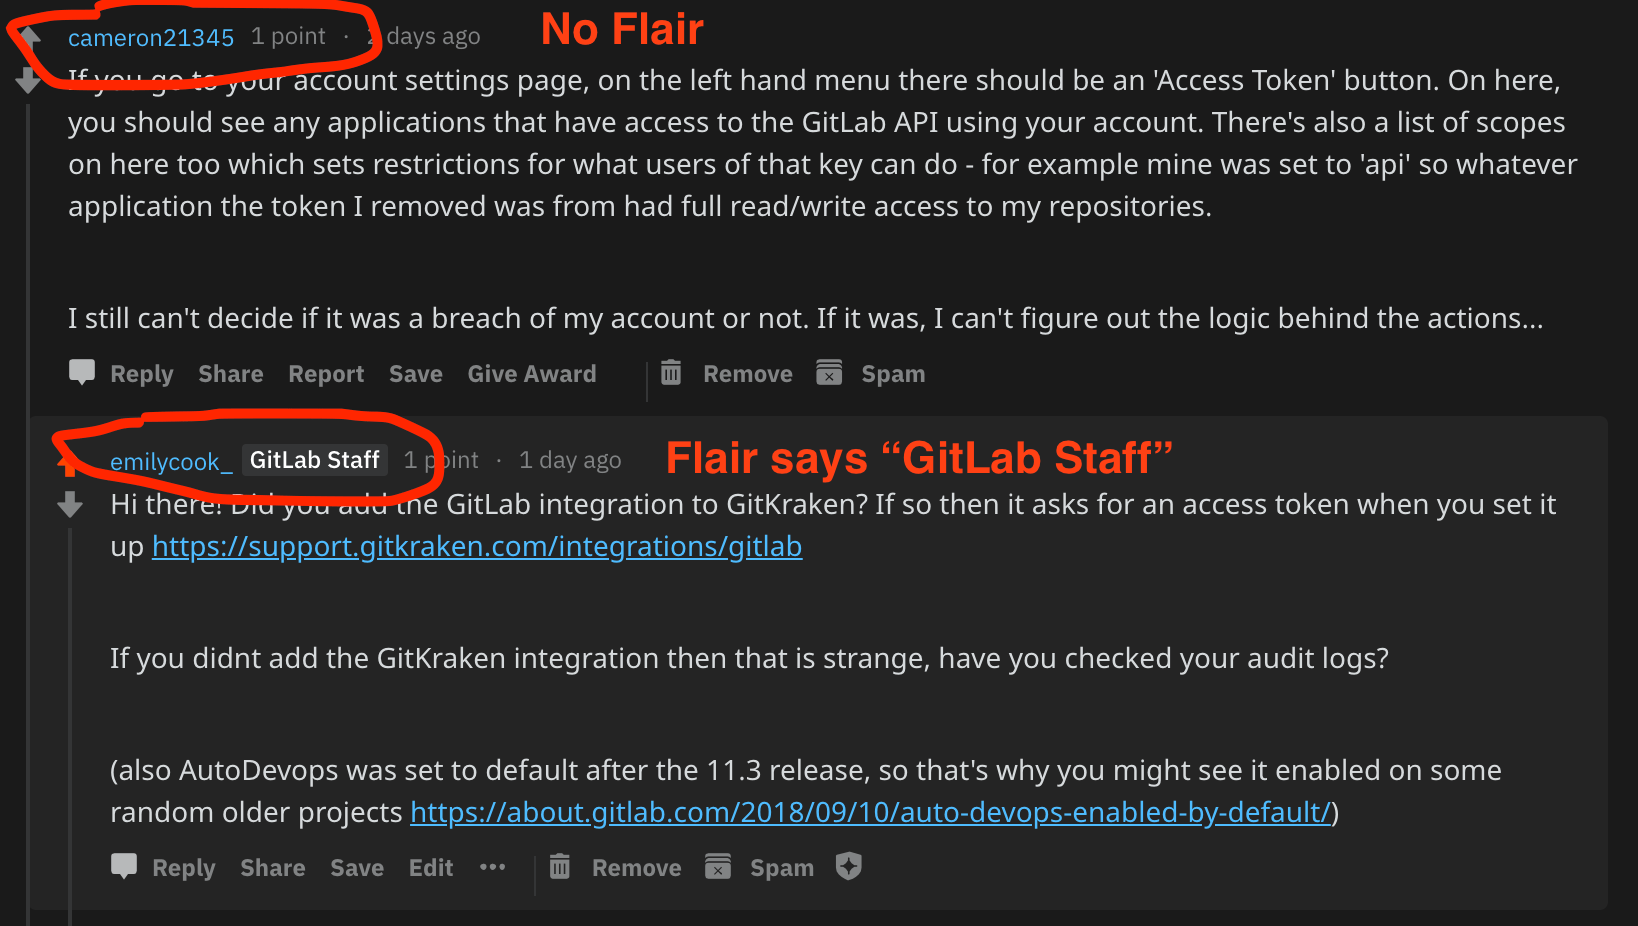 cameron21345 1 point · 2 days ago No Flair
If you go to your account settings page, on the left hand menu there should be an 'Access Token' button. On here,
you should see any applications that have access to the GitLab API using your account. There's also a list of scopes
on here too which sets restrictions for what users of that key can do - for example mine was set to 'api' so whatever
application the token I removed was from had full read/write access to my repositories.
I still can't decide if it was a breach of my account or not. If it was, I can't figure out the logic behind the actions...
Reply Share Report Save Give Award Remove Spam
emilycook_ GitLab Staff 1 point · 1 day ago Flair says “GitLab Staff”
Hi there! Did you add the GitLab integration to GitKraken? If so then it asks for an access token when you set it
up https://support.gitkraken.com/integrations/gitlab
If you didnt add the GitKraken integration then that is strange, have you checked your audit logs?
(also AutoDevops was set to default after the 11.3 release, so that's why you might see it enabled on some
random older projects https://about.gitlab.com/2018/09/10/auto-devops-enabled-by-default/)
Reply Share Save Edit ••• Remove Spam